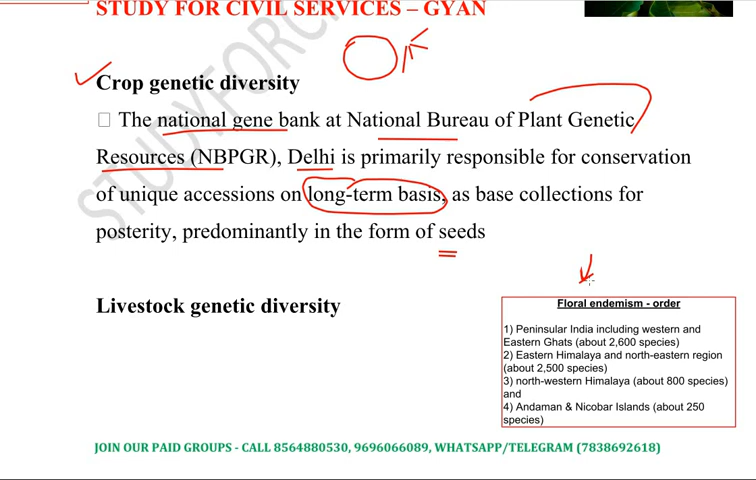 STUDY FOR CIVIL SERVICES – GYAN
Crop genetic diversity
The national gene bank at National Bureau of Plant Genetic
Resources (NBPGR), Delhi is primarily responsible for conservation
of unique accessions on long-term basis, as base collections for
posterity, predominantly in the form of seeds
Livestock genetic diversity
Floral endemism - order
1) Peninsular India including western and
Eastern Ghats (about 2,600 species)
2) Eastern Himalaya and north-eastern region
(about 2,500 species)
3) north-western Himalaya (about 800 species)
and
4) Andaman & Nicobar Islands (about 250
species)
JOIN OUR PAID GROUPS - CALL 8564880530, 9696066089, WHATSAPP/TELEGRAM (7838692618)